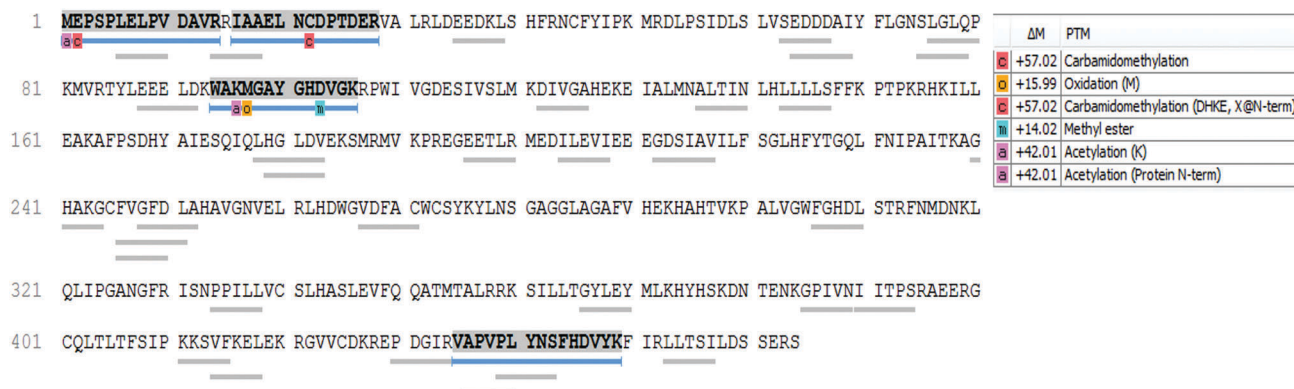 1 MEPSPLELPV DAVRRIAAEL NCDPTDERVA LRLDEEDKLS HFRNCFYIPK MRDLPSIDLS LVSEDDDAIY FLGNSLGLQP
a c c
81 KMVRTYLEEE LDKWAKMGAY GHDVGKRPWI VGDESIVSLM KDIVGAHEKE IALMNALTIN LHLLLLSFFK PTPKRHKILL
a o m
161 EAKAFPSDHY AIESQIQLHG LDVEKSMRMV KPREGEETLR MEDILEVIEE EGDSIAVILF SGLHFYTGQL FNIPAITKAG
241 HAKGCFVGFD LAHAVGNVEL RLHDWGVDFA CWCSYKYLNS GAGGLAGAFV HEKHAHTVKP ALVGWFGHDL STRFNMDNKL
321 QLIPGANGFR ISNPPILLVC SLHASLEVFQ QATMTALRRK SILLTGYLEY MLKHYHSKDN TENKGPIVNI ITPSRAEERG
401 CQLTLTFSIP KKSVFKELEK RGVVCDKREP DGIRVAPVPL YNSFHDVYKF IRLLTSILDS SERS
ΔM PTM
c +57.02 Carbamidomethylation
o +15.99 Oxidation (M)
c +57.02 Carbamidomethylation (DHKE, X@N-term)
m +14.02 Methyl ester
a +42.01 Acetylation (K)
a +42.01 Acetylation (Protein N-term)